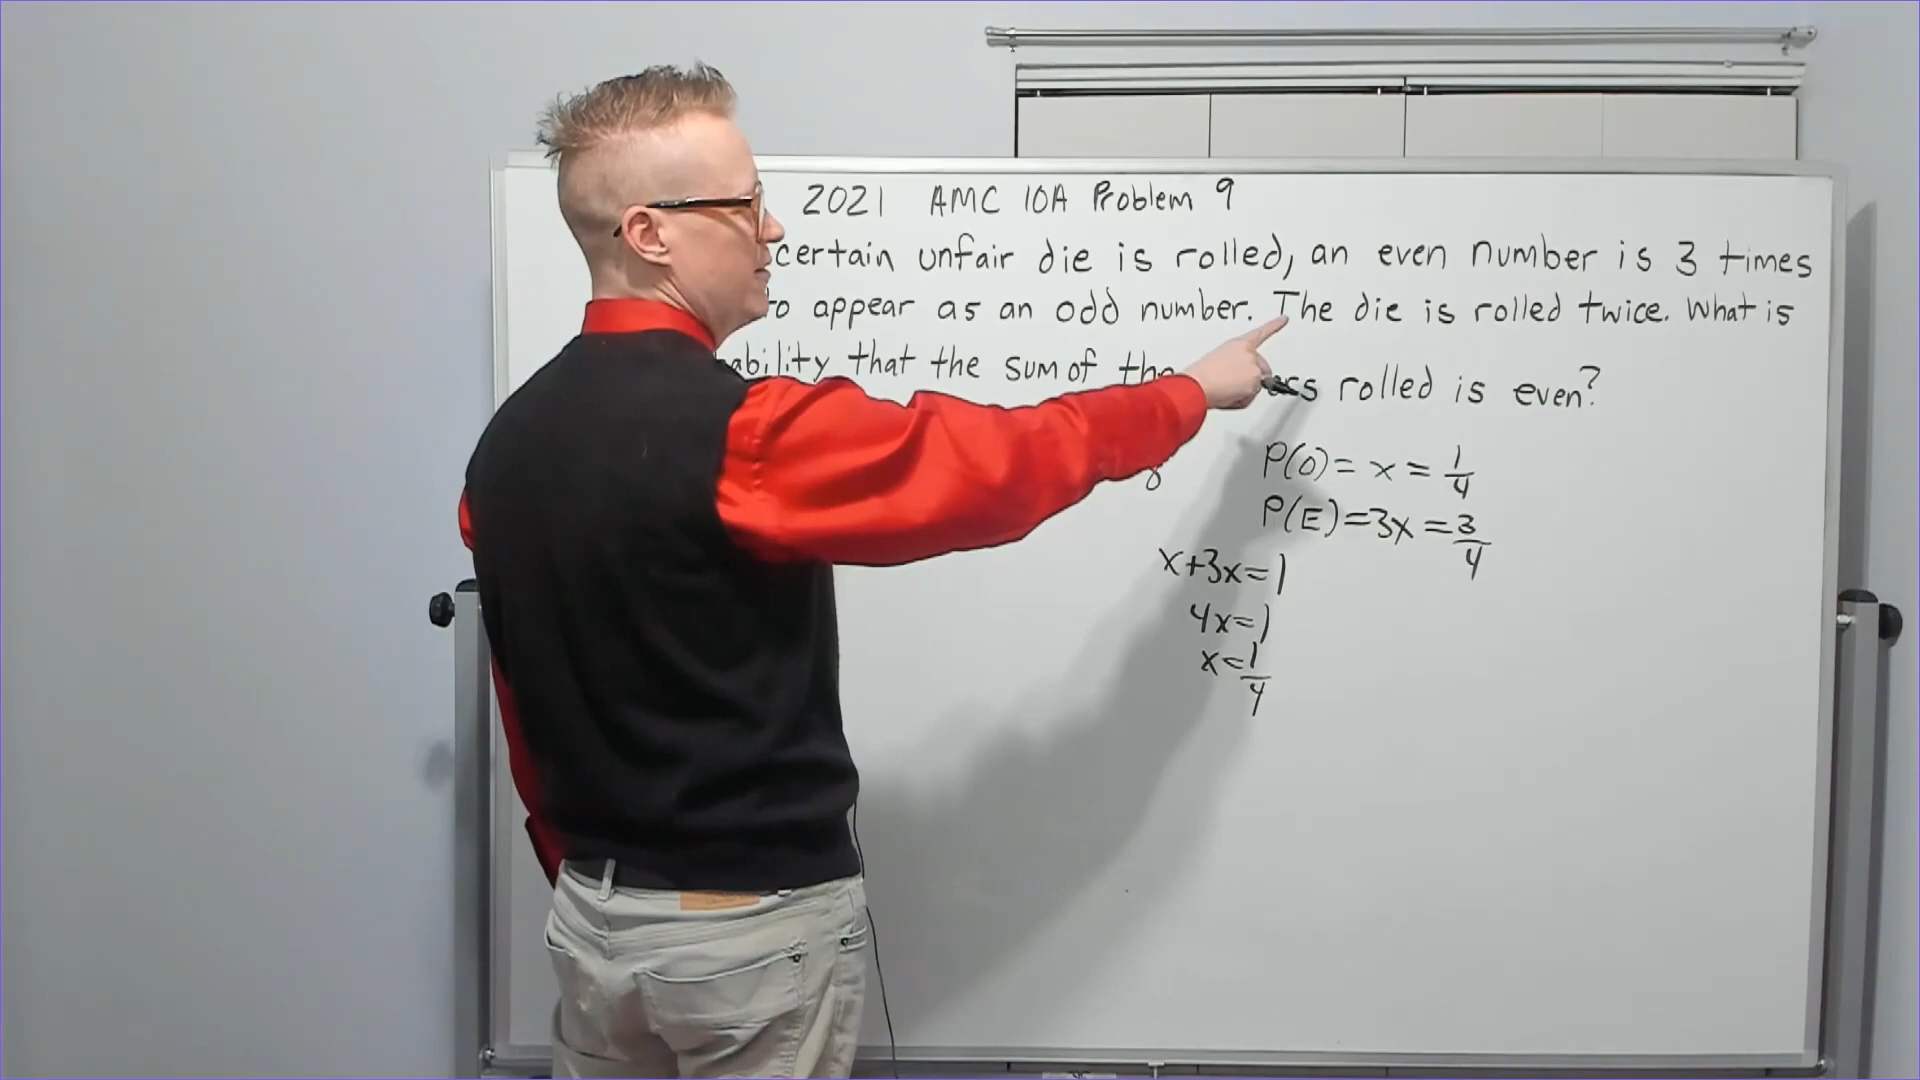 2021 AMC 10A Problem 9
certain unfair die is rolled, an even number is 3 times
to appear as an odd number. The die is rolled twice. What is
that the sum of rolled is even?
P(O) = x = 1/4
P(E) = 3x = 3/4
x+3x=1
4x=1
x=1/4